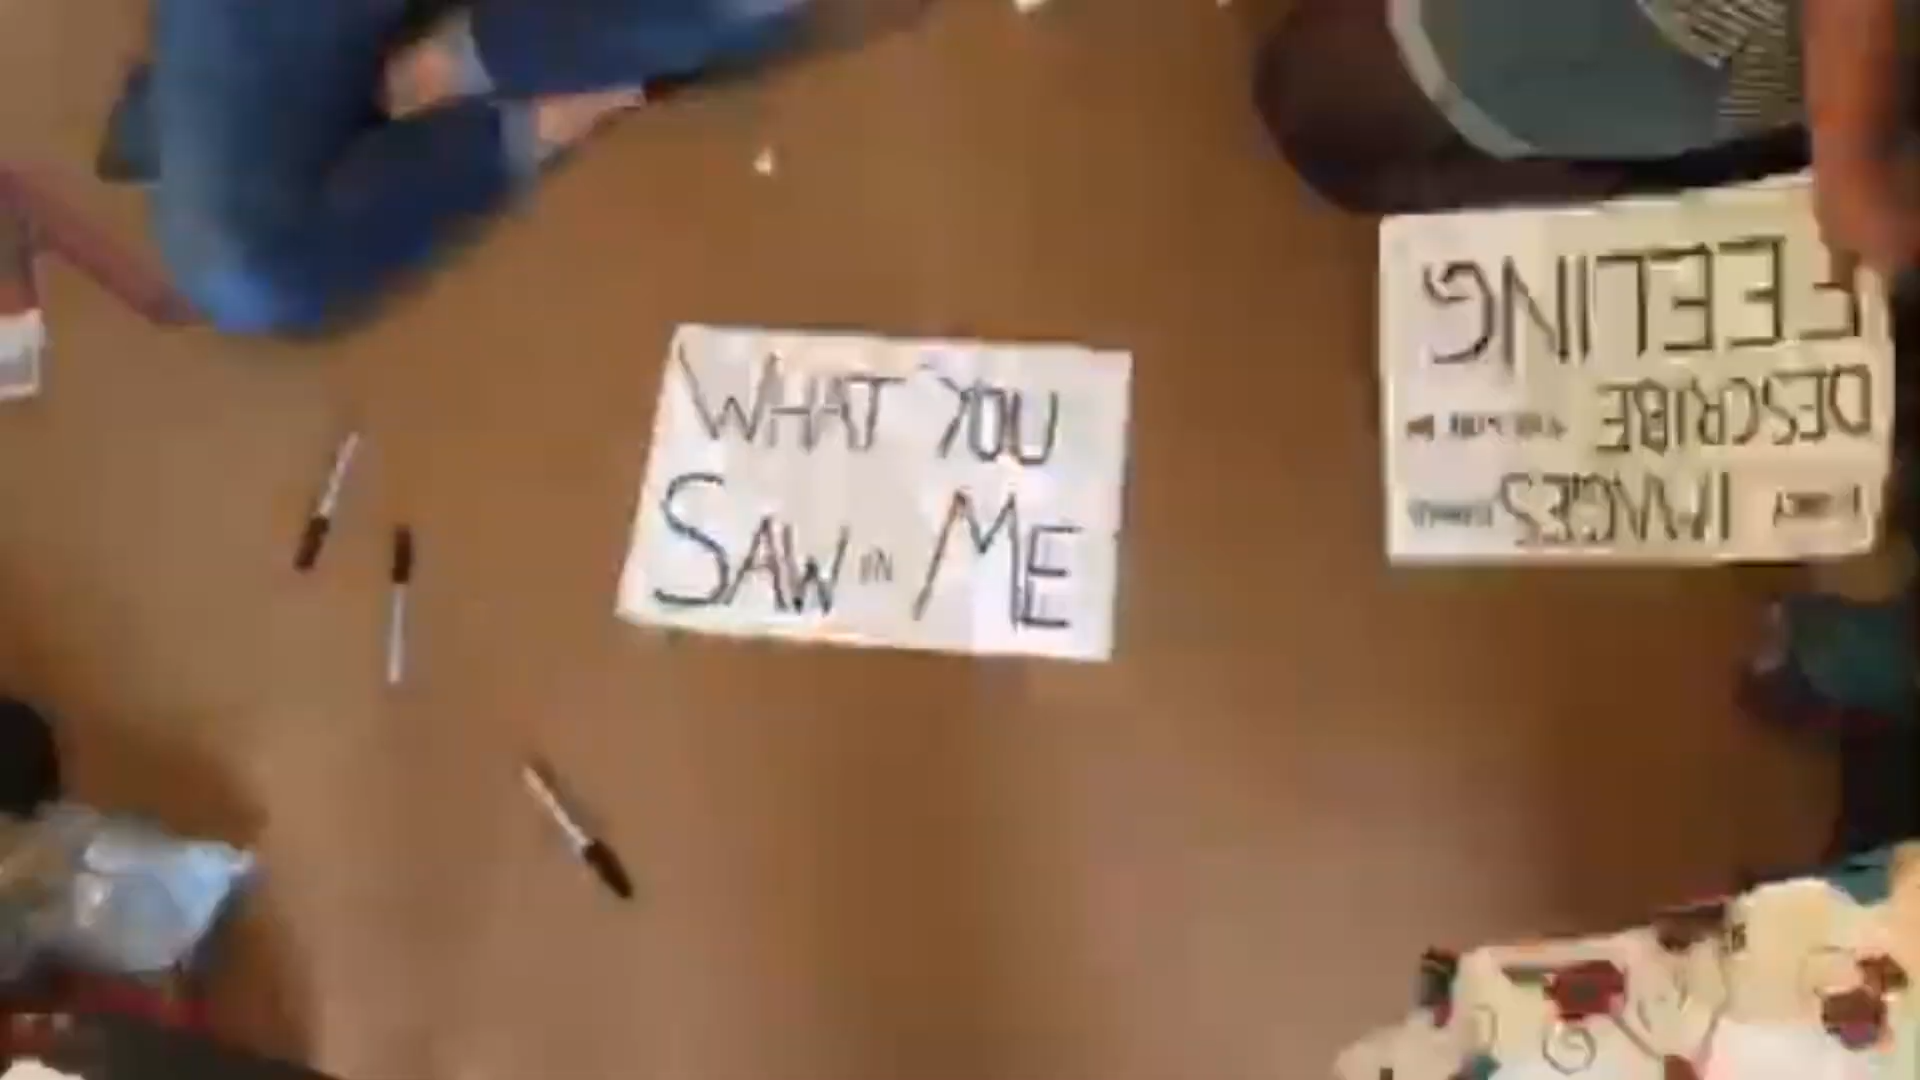 WHAT YOU
SAW IN ME
IMAGES
DESCRIBE
FEELING